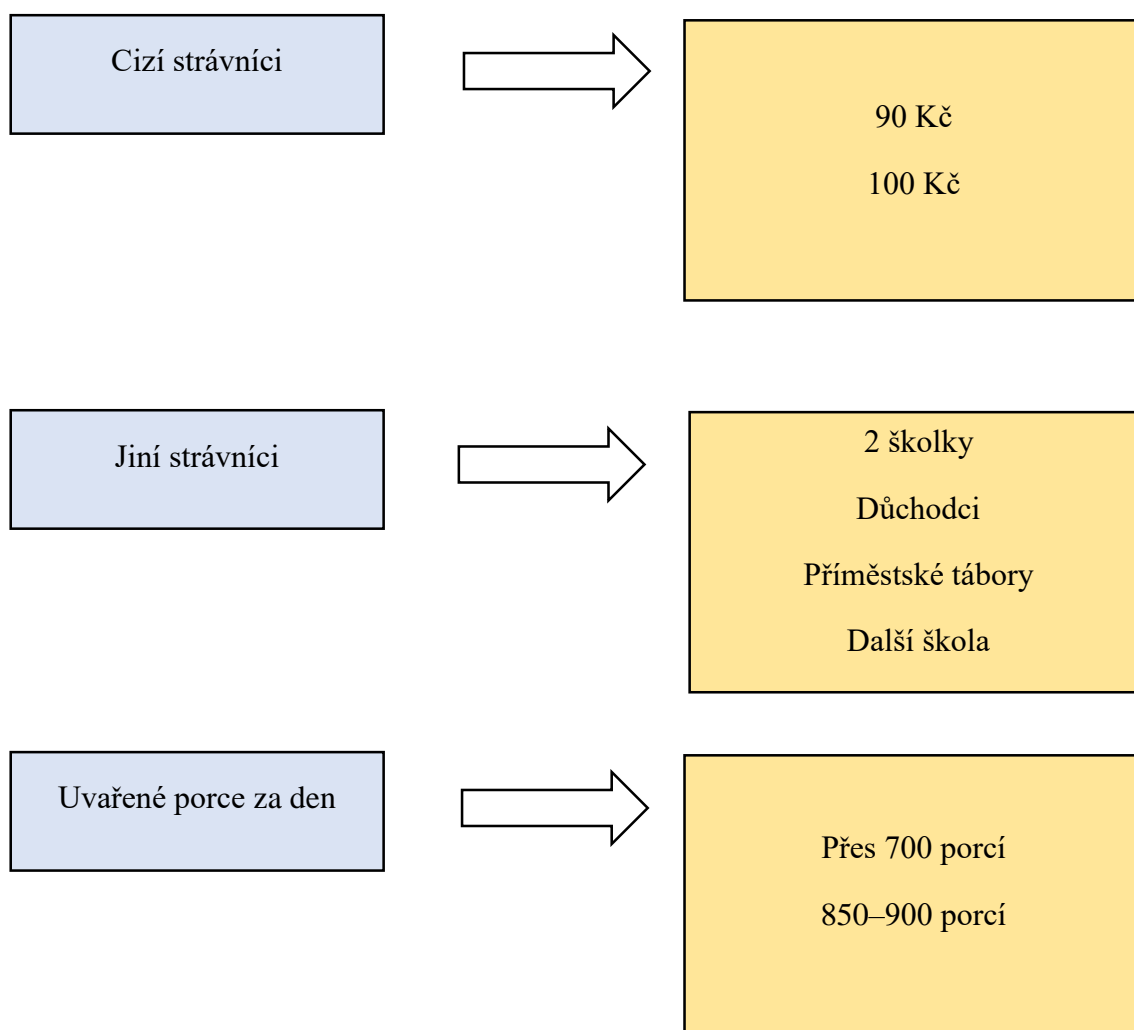 Cizí strávníci
90 Kč
100 Kč
Jiní strávníci
2 školky
Důchodci
Příměstské tábory
Další škola
Uvařené porce za den
Přes 700 porcí
850–900 porcí